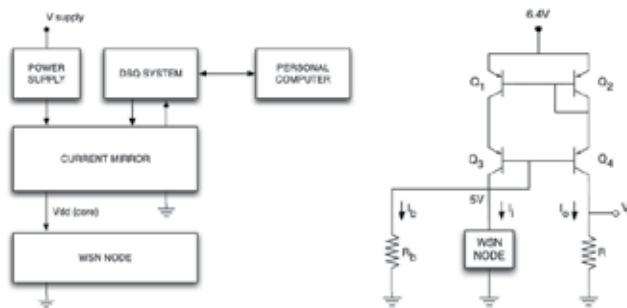 V supply
POWER
SUPPLY
DSO SYSTEM
PERSONAL
COMPUTER
CURRENT MIRROR
Vdd (core)
WSN NODE
6.4V
Q1
Q2
Q3
Q4
5V
Ib
Ii
Io
V
Rb
WSN
NODE
R